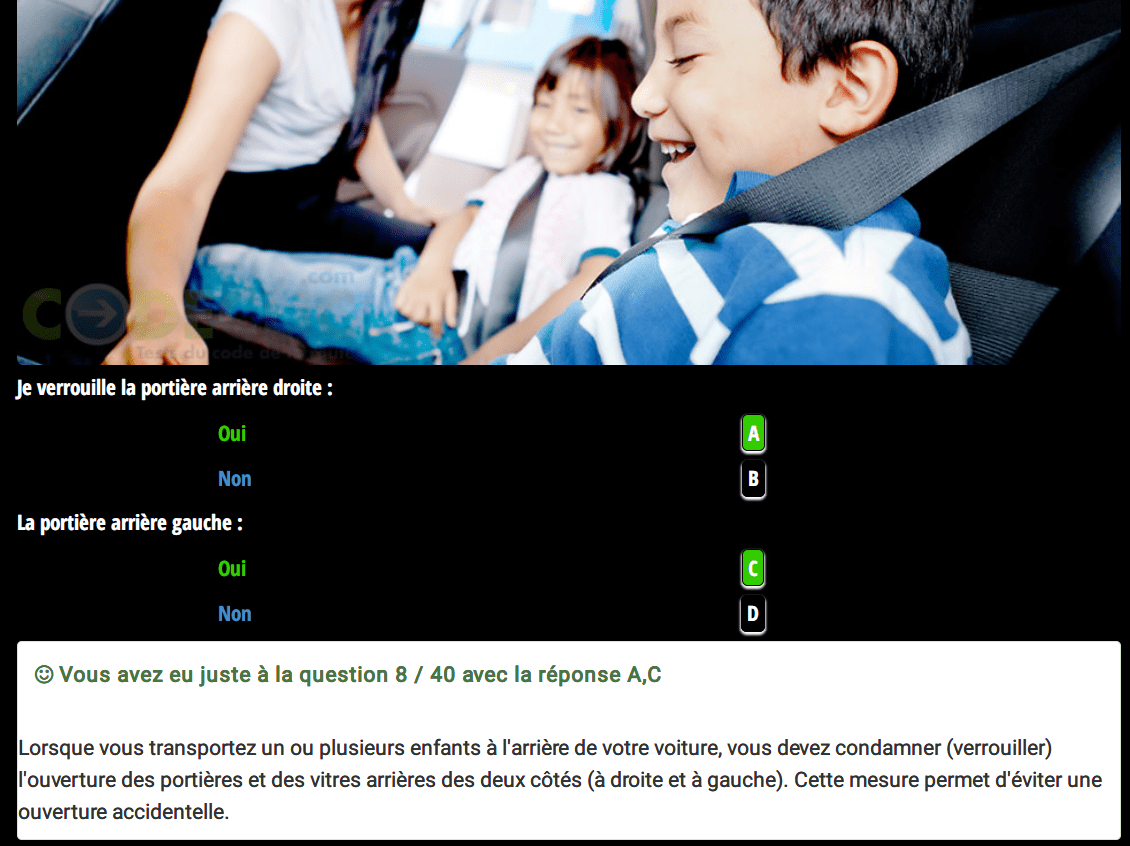 .com
CODE
Tests du code de la route
Je verrouille la portière arrière droite :
Oui A
Non B
La portière arrière gauche :
Oui C
Non D
Vous avez eu juste à la question 8 / 40 avec la réponse A,C
Lorsque vous transportez un ou plusieurs enfants à l'arrière de votre voiture, vous devez condamner (verrouiller)
l'ouverture des portières et des vitres arrières des deux côtés (à droite et à gauche). Cette mesure permet d'éviter une
ouverture accidentelle.